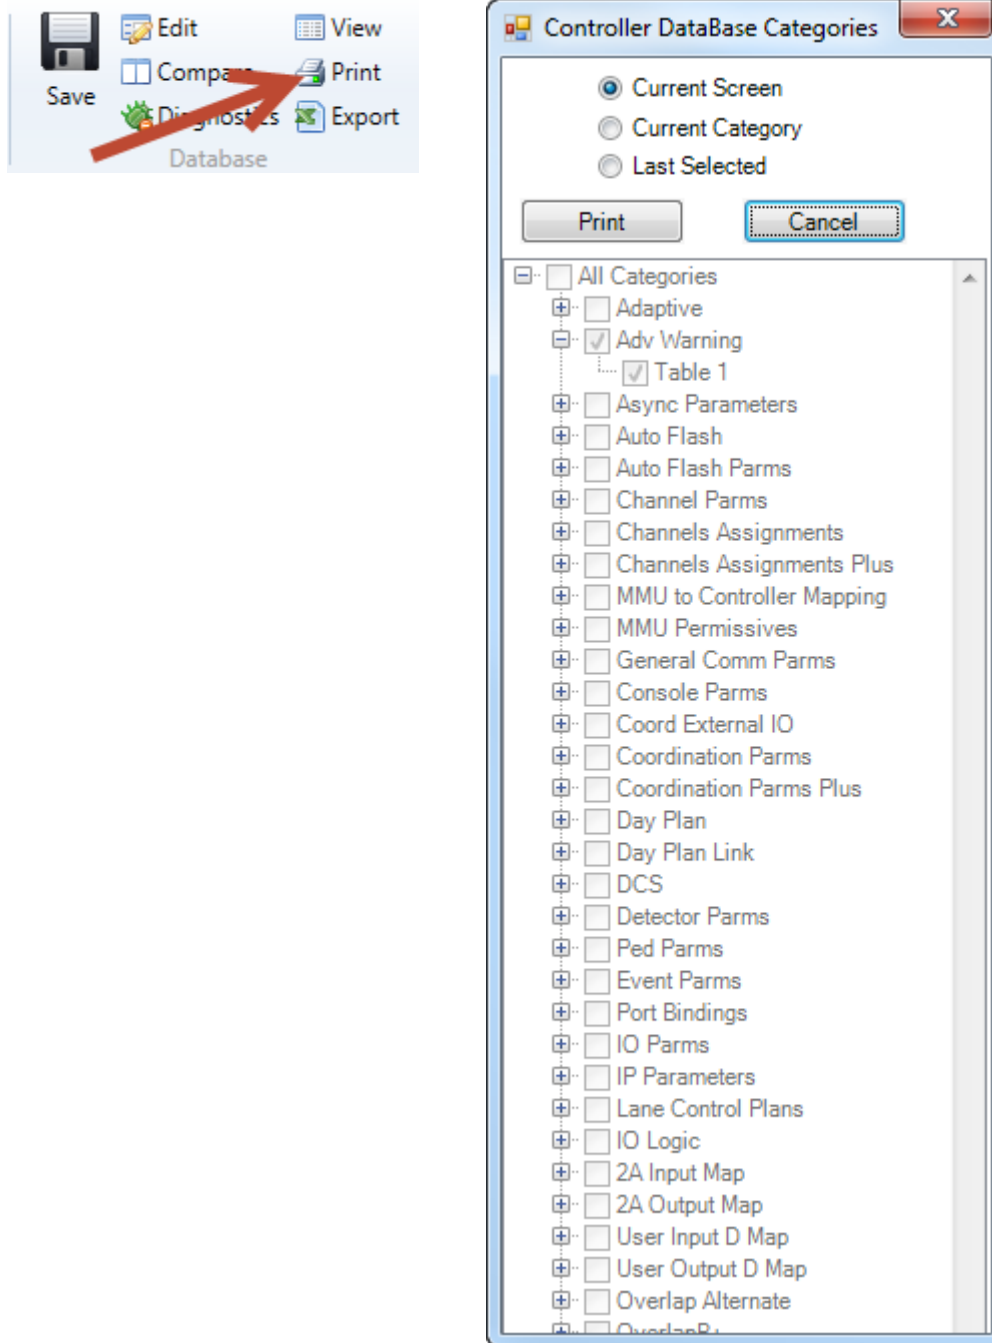 Edit
View
Save
Print
Export
Database
Controller DataBase Categories
Current Screen
Current Category
Last Selected
Print
Cancel
All Categories
Adaptive
Adv Warning
Table 1
Async Parameters
Auto Flash
Auto Flash Parms
Channel Parms
Channels Assignments
Channels Assignments Plus
MMU to Controller Mapping
MMU Permissives
General Comm Parms
Console Parms
Coord External IO
Coordination Parms
Coordination Parms Plus
Day Plan
Day Plan Link
DCS
Detector Parms
Ped Parms
Event Parms
Port Bindings
IO Parms
IP Parameters
Lane Control Plans
IO Logic
2A Input Map
2A Output Map
User Input D Map
User Output D Map
Overlap Alternate